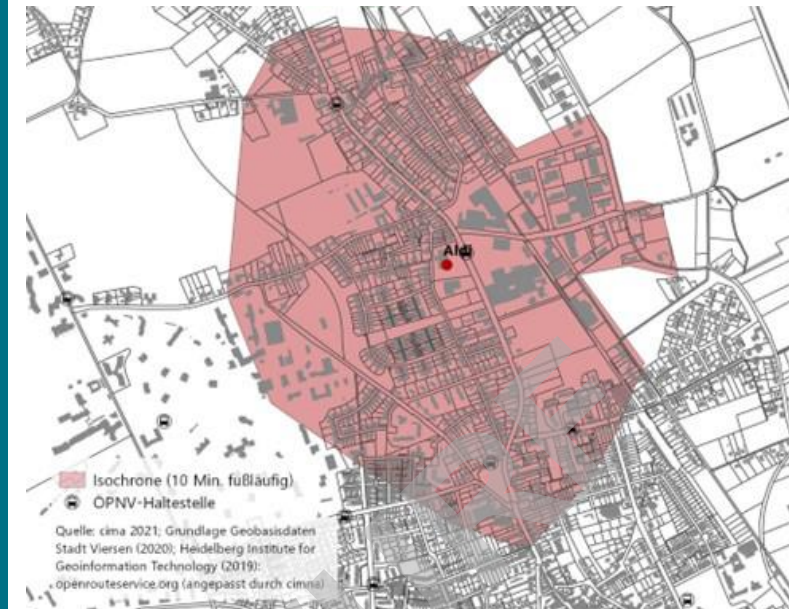 Aldi
Isochrone (10 Min. fußläufig)
ÖPNV-Haltestelle
Quelle: cima 2021; Grundlage Geobasisdaten
Stadt Viersen (2020); Heidelberg Institute for
Geoinformation Technology (2019):
openrouteservice.org (angepasst durch cimna)